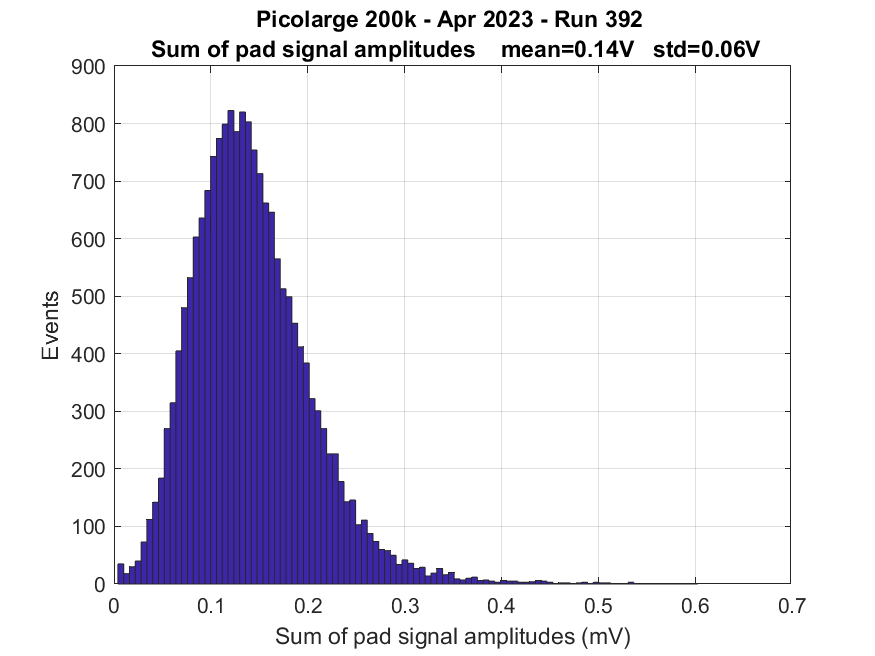 Picolarge 200k - Apr 2023 - Run 392
Sum of pad signal amplitudes    mean=0.14V   std=0.06V
900
800
700
600
500
400
300
200
100
0
Events
0 0.1 0.2 0.3 0.4 0.5 0.6 0.7
Sum of pad signal amplitudes (mV)